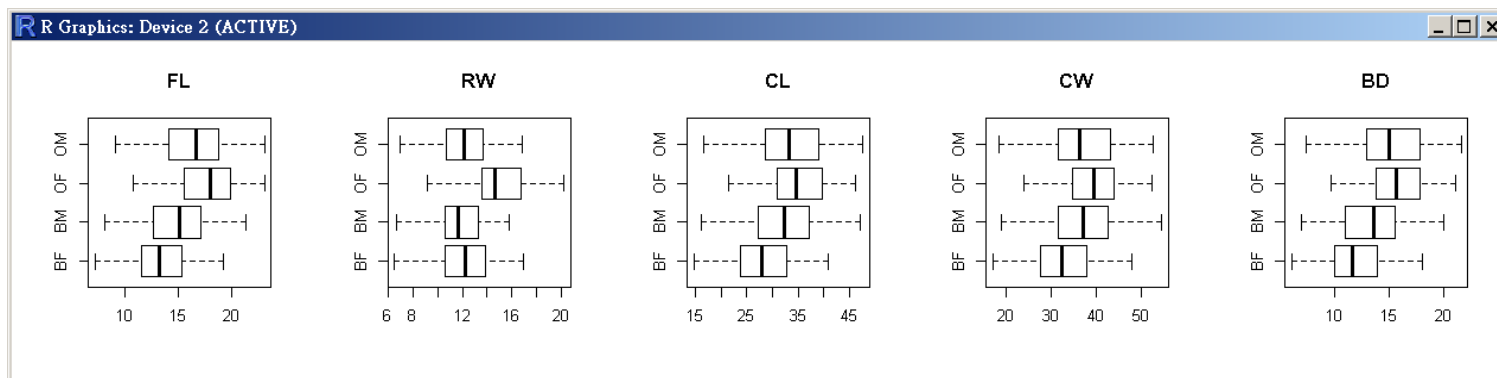 R Graphics: Device 2 (ACTIVE)
FL RW CL CW BD
OM OM OM OM OM
OF OF OF OF OF
BM BM BM BM BM
BF BF BF BF BF
10 15 20 6 8 12 16 20 15 25 35 45 20 30 40 50 10 15 20